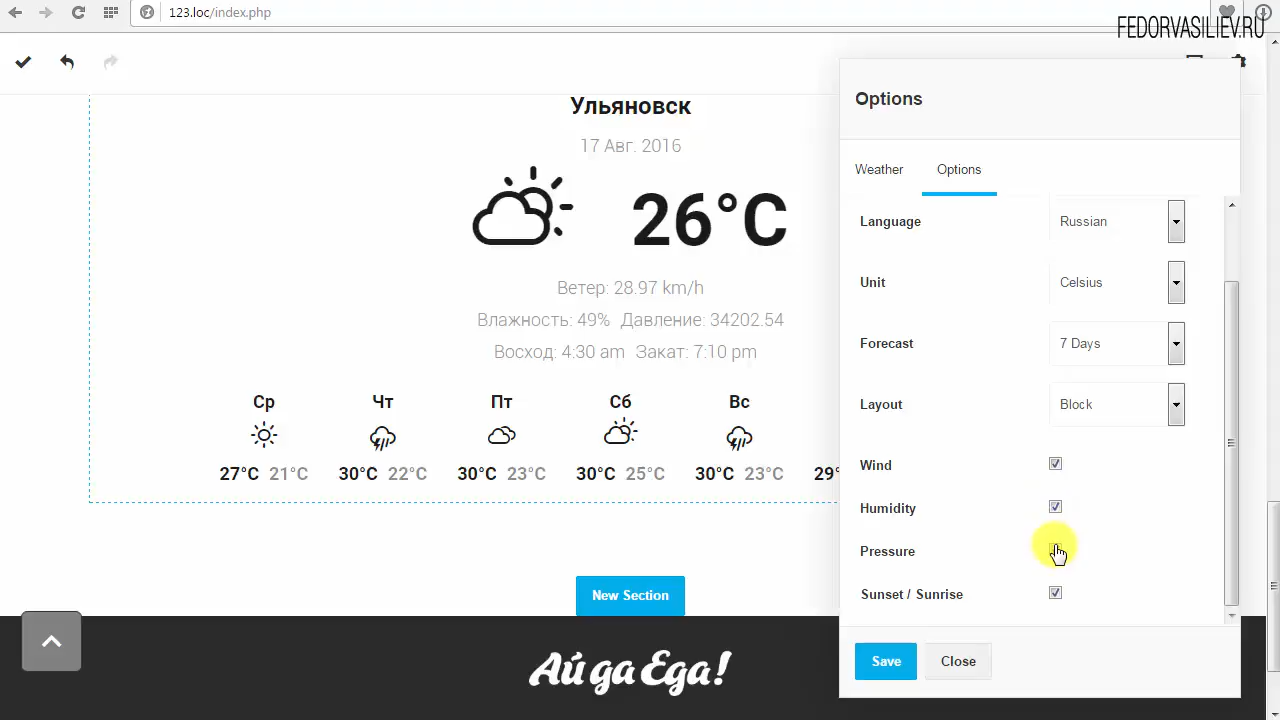 123.loc/index.php
FEDORVASILIEV.RU
Ульяновск
17 Авг. 2016
26°C
Ветер: 28.97 km/h
Влажность: 49% Давление: 34202.54
Восход: 4:30 am Закат: 7:10 pm
Ср Чт Пт Сб Вс
27°C 21°C 30°C 22°C 30°C 23°C 30°C 25°C 30°C 23°C 29°
New Section
Ай да Еда!
Options
Weather Options
Language Russian
Unit Celsius
Forecast 7 Days
Layout Block
Wind
Humidity
Pressure
Sunset / Sunrise
Save Close